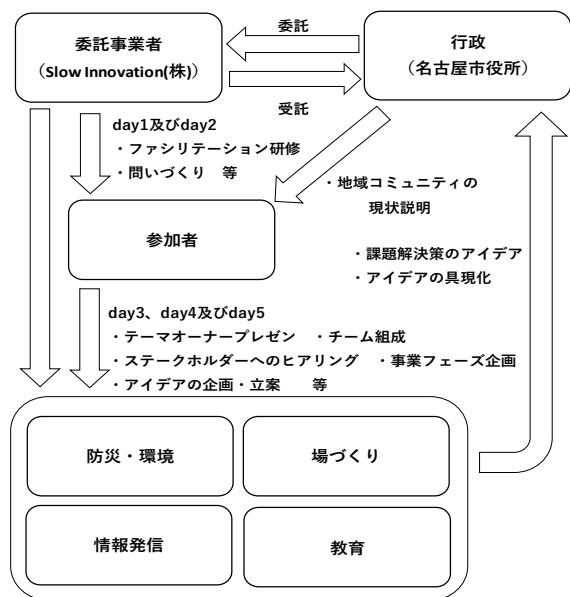 委託事業者
（Slow Innovation(株)）
委託
受託
行政
（名古屋市役所）
day1及びday2
・ファシリテーション研修
・問いづくり　等
・地域コミュニティの
現状説明
参加者
・課題解決策のアイデア
・アイデアの具現化
day3、day4及びday5
・テーマオーナープレゼン　・チーム組成
・ステークホルダーへのヒアリング　・事業フェーズ企画
・アイデアの企画・立案　　等
防災・環境
場づくり
情報発信
教育